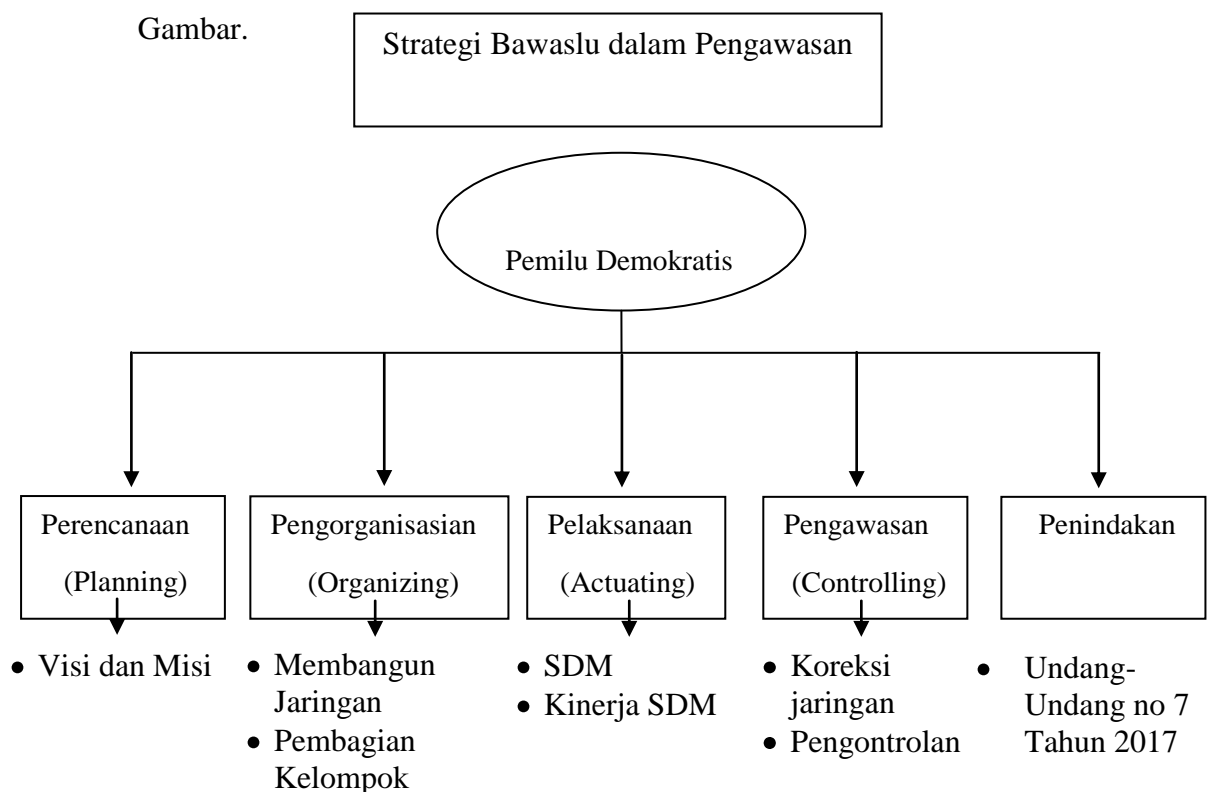 Gambar.
Strategi Bawaslu dalam Pengawasan
Pemilu Demokratis
Perencanaan
(Planning)
Pengorganisasian
(Organizing)
Pelaksanaan
(Actuating)
Pengawasan
(Controlling)
Penindakan
• Visi dan Misi
• Membangun
Jaringan
• Pembagian
Kelompok
• SDM
• Kinerja SDM
• Koreksi
jaringan
• Pengontrolan
• Undang-
Undang no 7
Tahun 2017